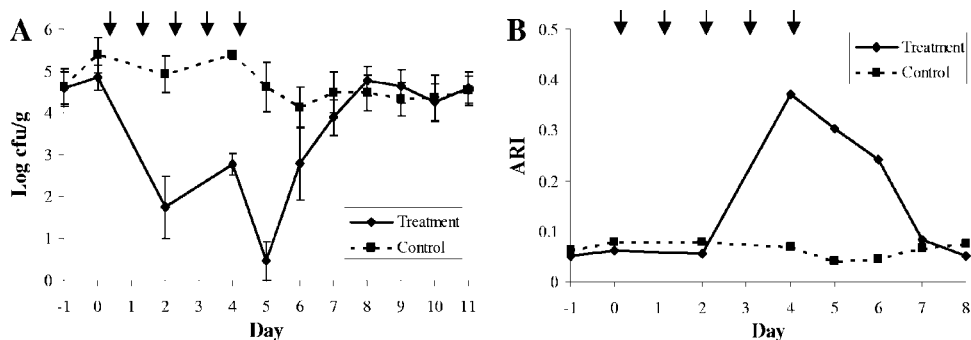 A
Log cfu/g
6
5
4
3
2
1
0
-1 0 1 2 3 4 5 6 7 8 9 10 11
Day
Treatment
Control
B
ARI
0.5
0.4
0.3
0.2
0.1
0
-1 0 1 2 3 4 5 6 7 8
Day
Treatment
Control